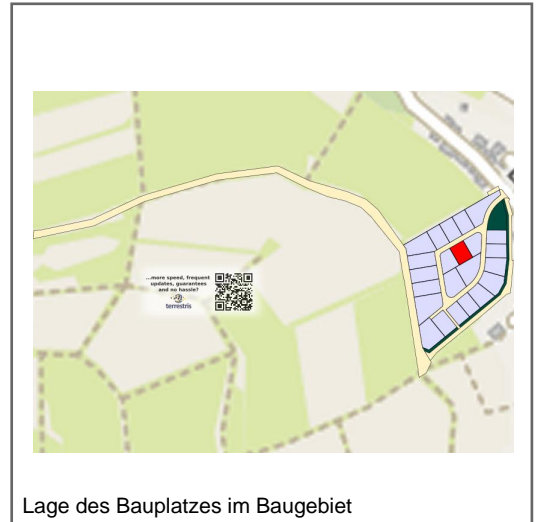 ...more speed, frequent
updates, guarantees
and no hassle?
terrestris
Lage des Bauplatzes im Baugebiet